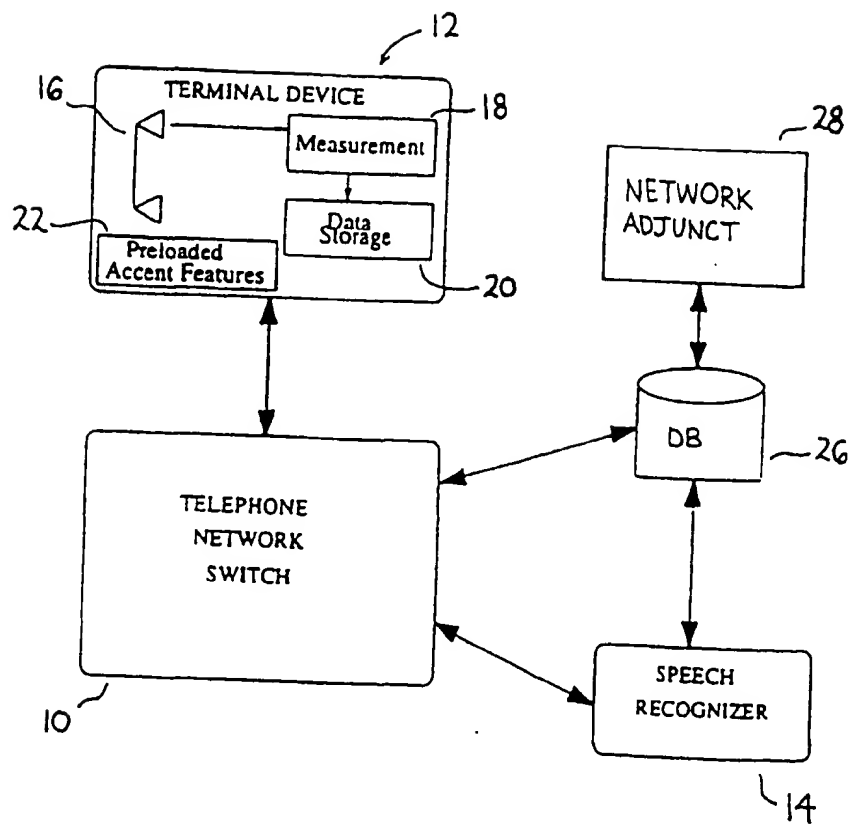 12
TERMINAL DEVICE
16
18
Measurement
28
NETWORK
ADJUNCT
22
Data
Storage
Preloaded
Accent Features
20
DB
26
TELEPHONE
NETWORK
SWITCH
SPEECH
RECOGNIZER
10
14